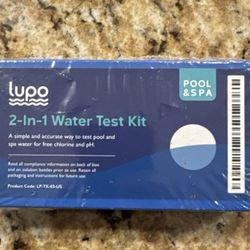 lupo
POOL
&SPA
2-In-1 Water Test Kit
A simple and accurate way to test pool and
spa water for free chlorine and pH.
Read all compliance information on back of box
and on solution bottles prior to use. Retain all
packaging and instructions for future use.
Product Code: LP-TK-65-US